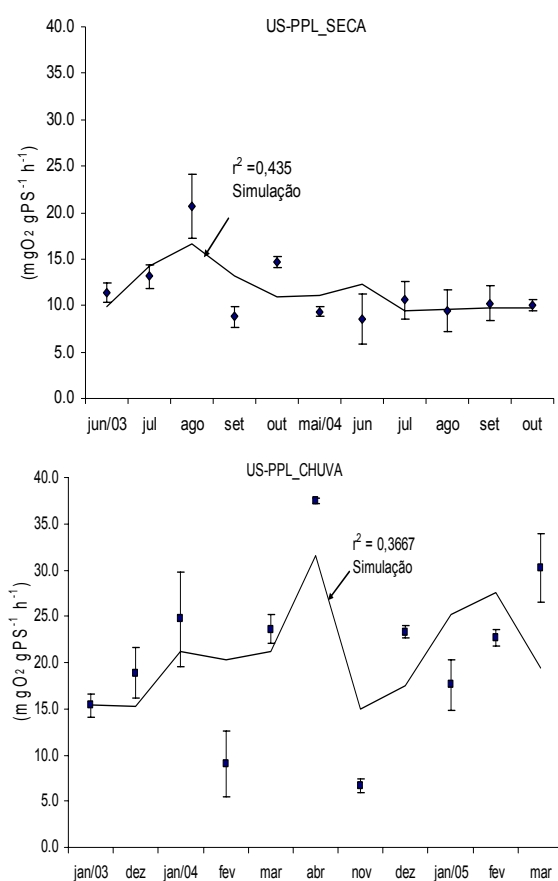 US-PPL_SECA
(mgO2 gPS-1 h-1)
40.0
35.0
30.0
25.0
20.0
15.0
10.0
5.0
0.0
r2 =0,435
Simulação
jun/03 jul ago set out mai/04 jun jul ago set out
US-PPL_CHUVA
(mgO2 gPS-1 h-1)
40.0
35.0
30.0
25.0
20.0
15.0
10.0
5.0
0.0
r2 = 0,3667
Simulação
jan/03 dez jan/04 fev mar abr nov dez jan/05 fev mar